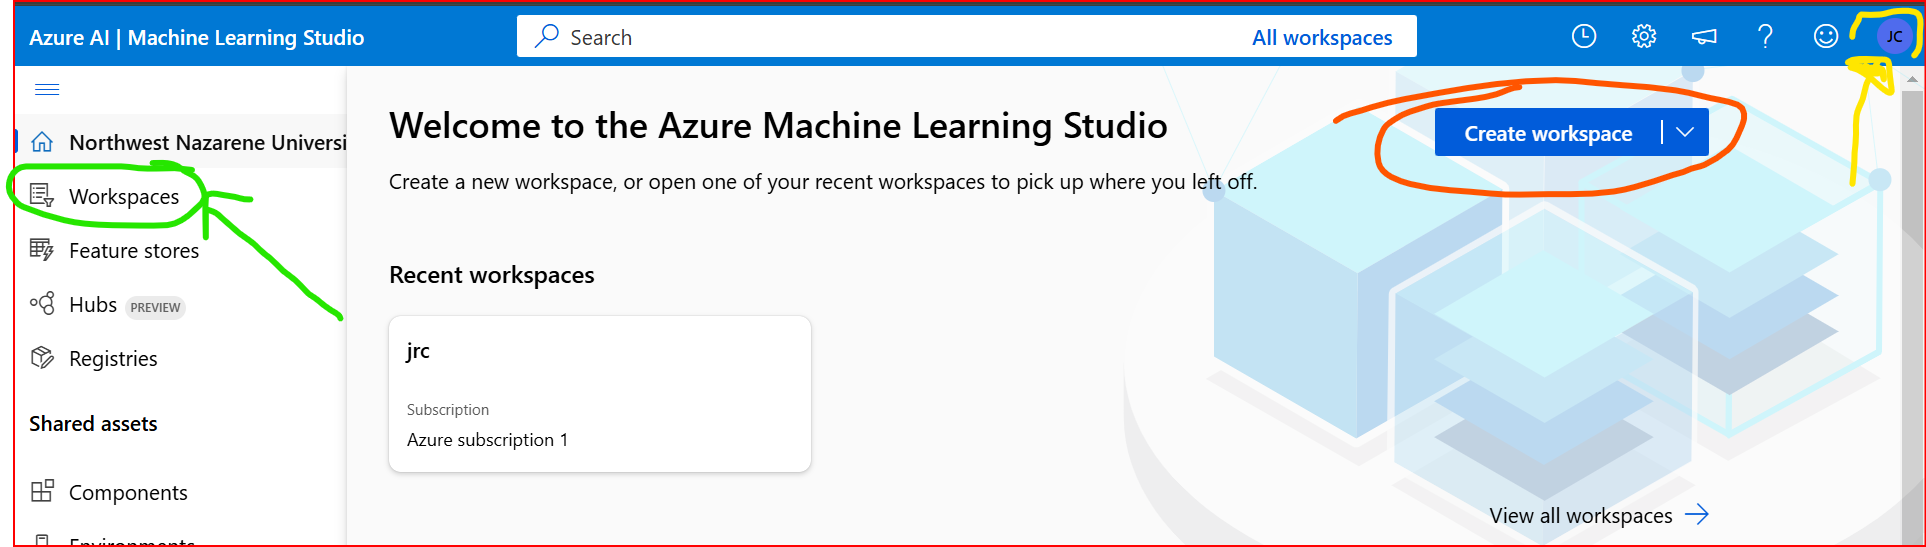 Azure AI | Machine Learning Studio
Search
All workspaces
JC
Northwest Nazarene Universi
Workspaces
Feature stores
Hubs PREVIEW
Registries
Shared assets
Components
Environments
Welcome to the Azure Machine Learning Studio
Create workspace
Create a new workspace, or open one of your recent workspaces to pick up where you left off.
Recent workspaces
jrc
Subscription
Azure subscription 1
View all workspaces